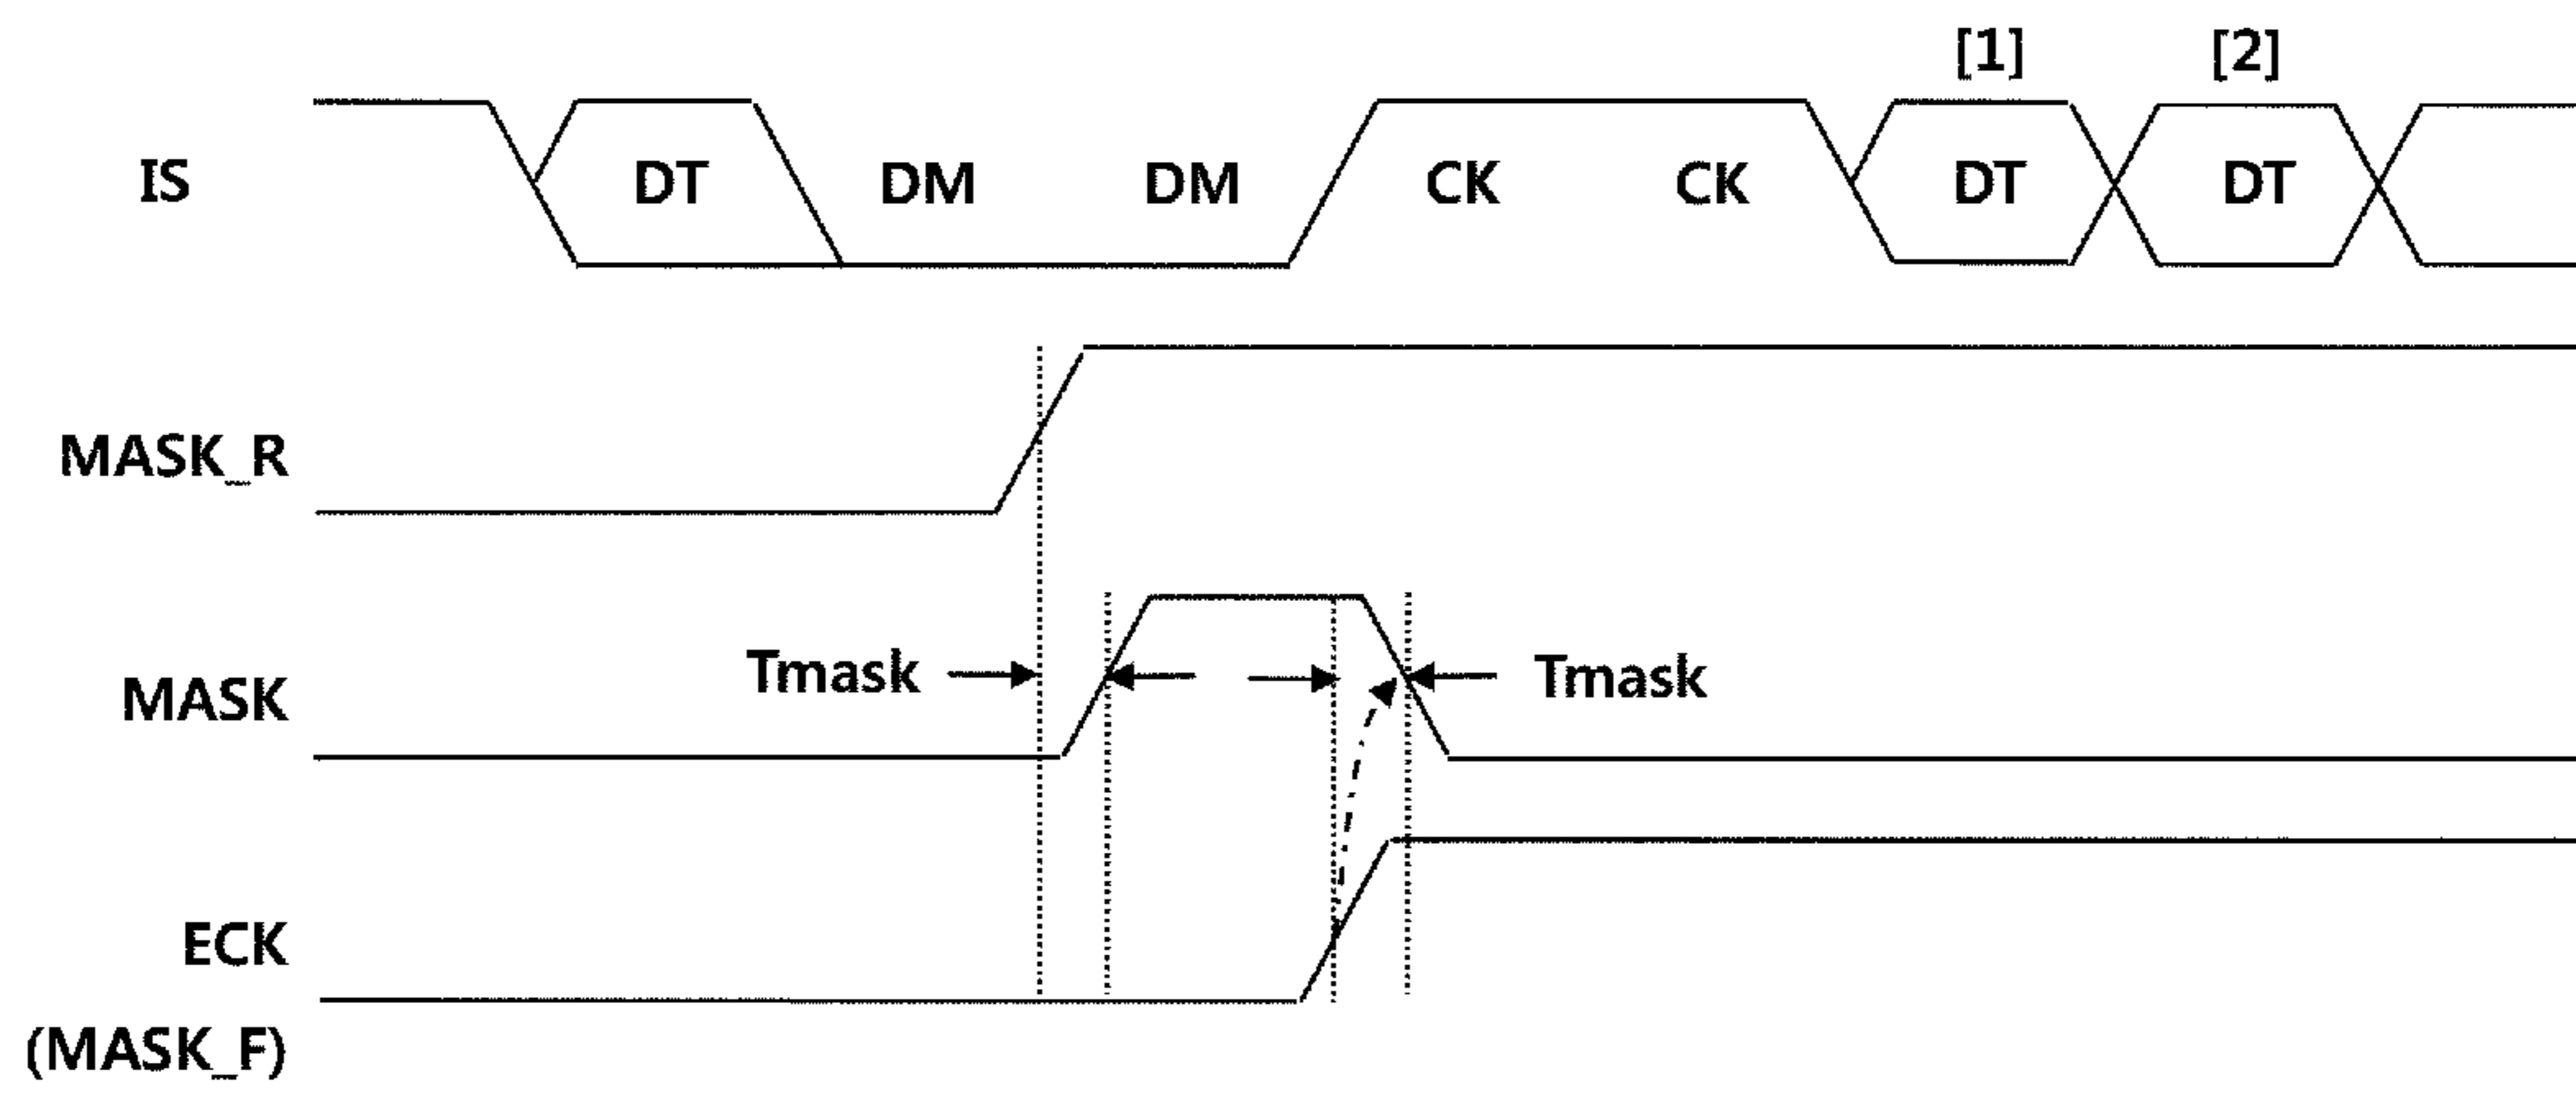 [1] [2]
IS DT DM DM CK CK DT DT
MASK_R
MASK Tmask Tmask
ECK
(MASK_F)